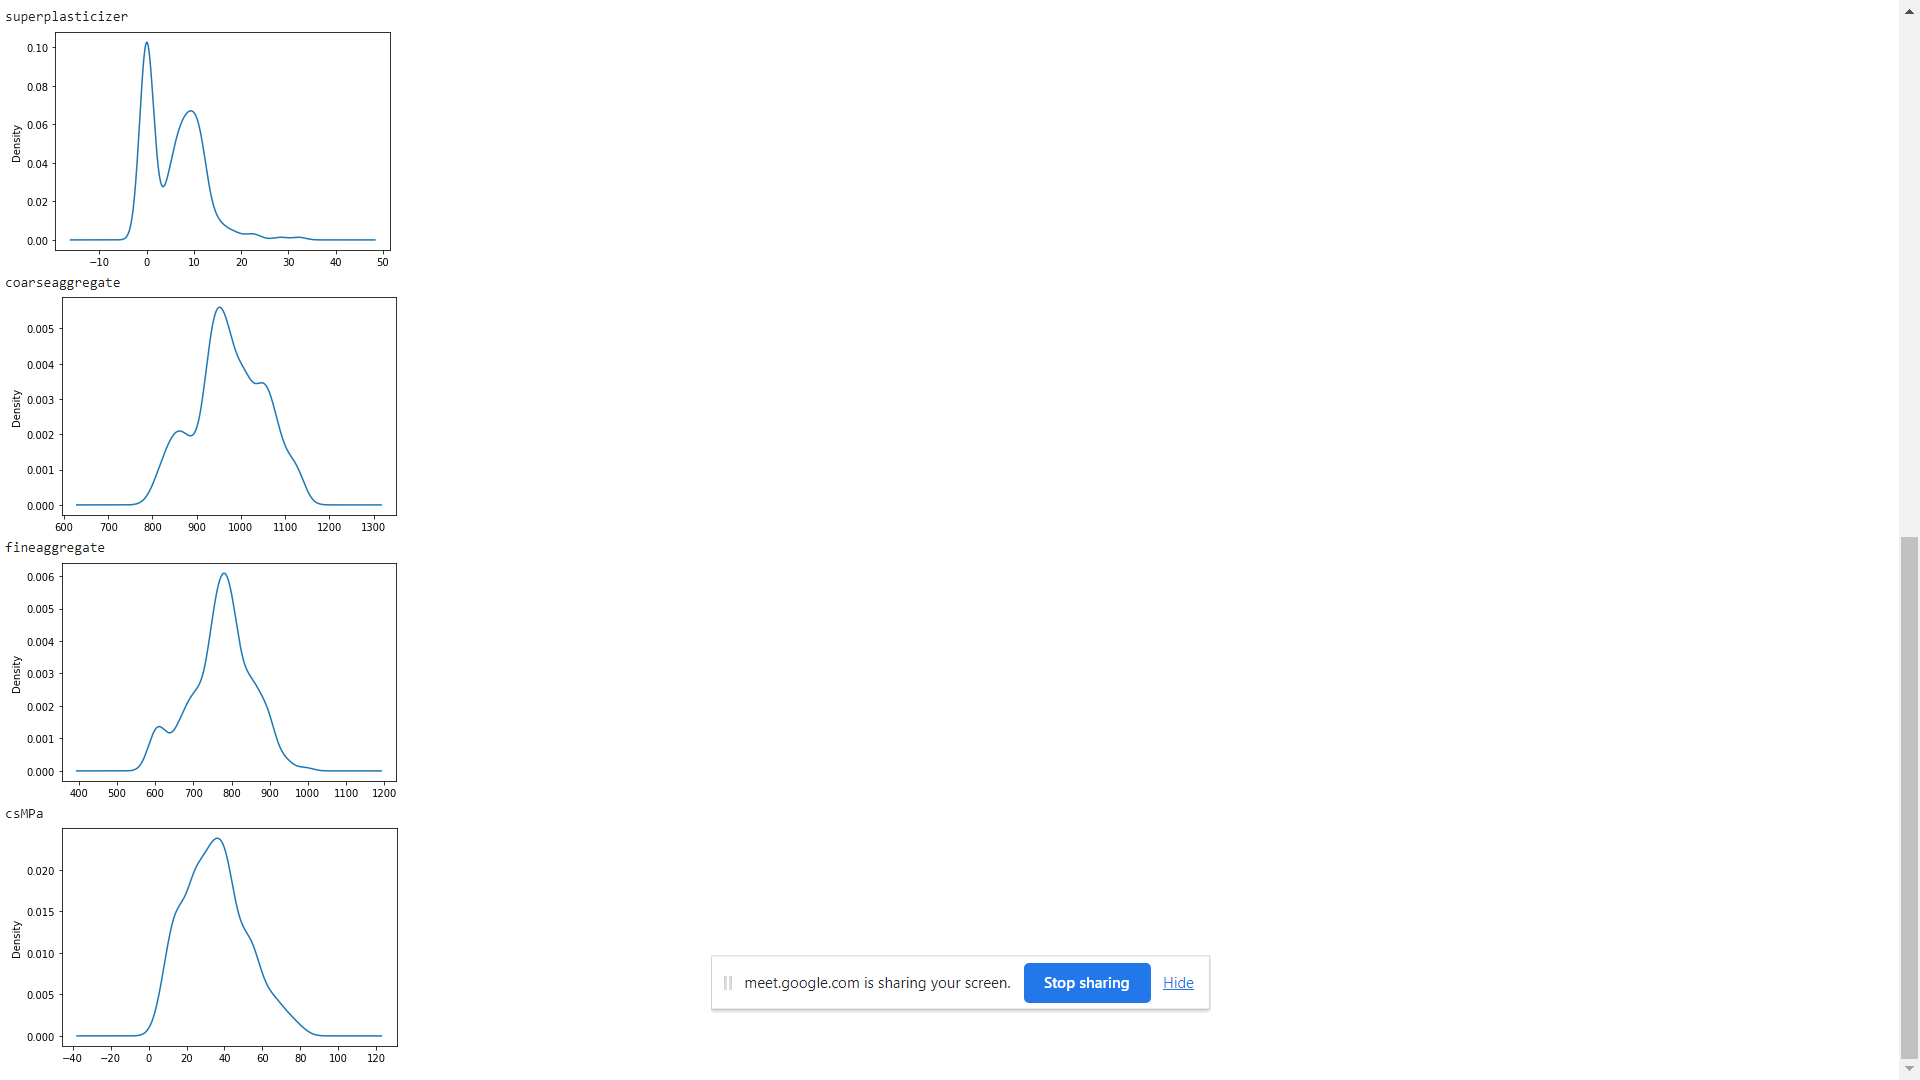 superplasticizer
0.10
0.08
0.06
0.04
0.02
0.00
Density
−10 0 10 20 30 40 50
coarseaggregate
0.005
0.004
0.003
0.002
0.001
0.000
Density
600 700 800 900 1000 1100 1200 1300
fineaggregate
0.006
0.005
0.004
0.003
0.002
0.001
0.000
Density
400 500 600 700 800 900 1000 1100 1200
csMPa
0.020
0.015
0.010
0.005
0.000
Density
−40 −20 0 20 40 60 80 100 120
meet.google.com is sharing your screen. Stop sharing Hide